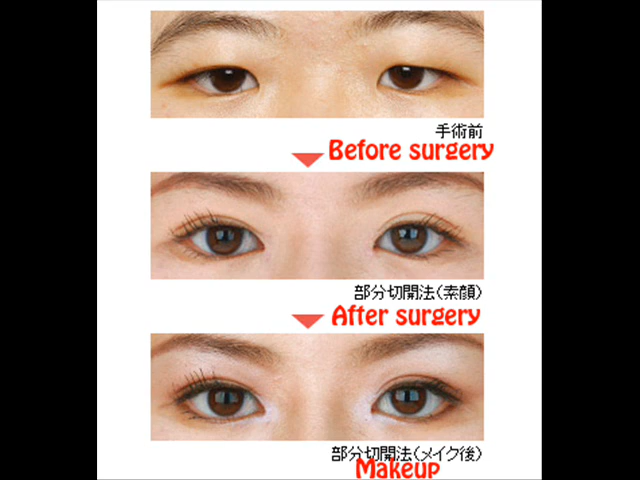 手術前
Before surgery
部分切開法(素顔)
After surgery
部分切開法(メイク後)
Makeup